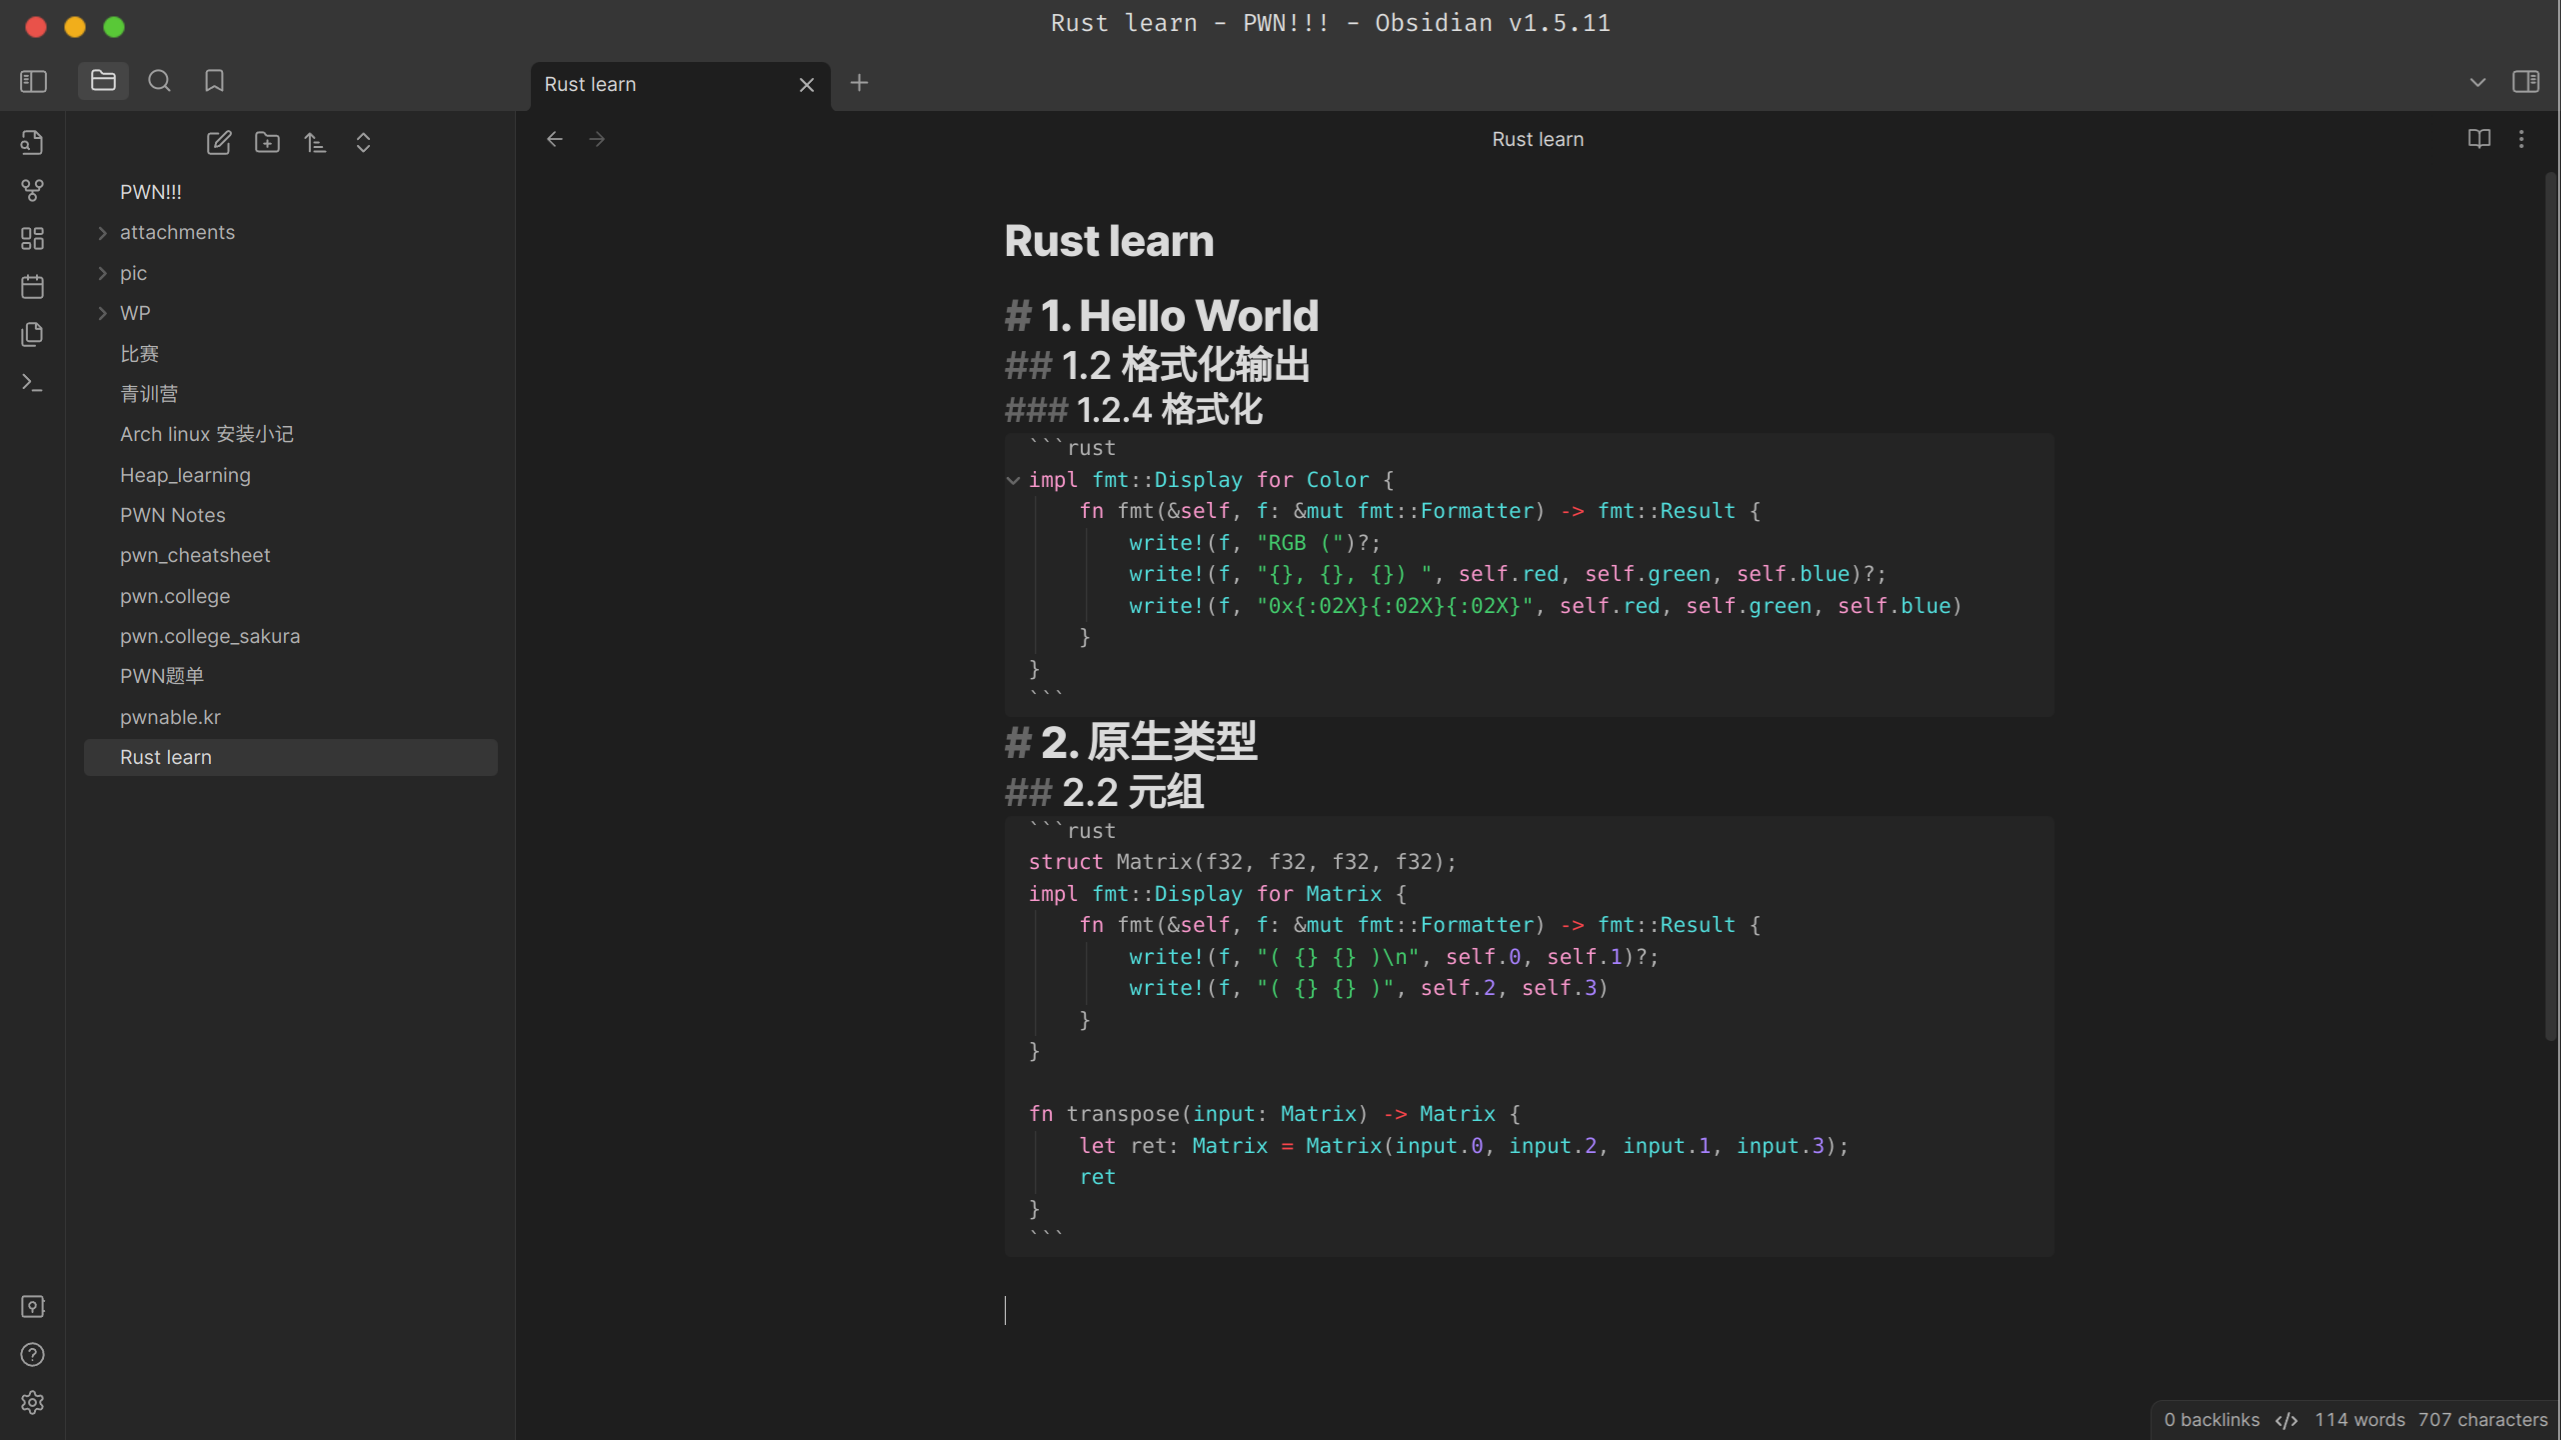 Rust learn - PWN!!! - Obsidian v1.5.11
Rust learn
Rust learn
PWN!!!
attachments
pic
WP
比赛
青训营
Arch linux 安装小记
Heap_learning
PWN Notes
pwn_cheatsheet
pwn.college
pwn.college_sakura
PWN题单
pwnable.kr
Rust learn
Rust learn
# 1. Hello World
## 1.2 格式化输出
### 1.2.4 格式化
```rust
impl fmt::Display for Color {
    fn fmt(&self, f: &mut fmt::Formatter) -> fmt::Result {
        write!(f, "RGB (")?;
        write!(f, "{}, {}, {}) ", self.red, self.green, self.blue)?;
        write!(f, "0x{:02X}{:02X}{:02X}", self.red, self.green, self.blue)
    }
}
```
# 2. 原生类型
## 2.2 元组
```rust
struct Matrix(f32, f32, f32, f32);
impl fmt::Display for Matrix {
    fn fmt(&self, f: &mut fmt::Formatter) -> fmt::Result {
        write!(f, "( {} {} )\n", self.0, self.1)?;
        write!(f, "( {} {} )", self.2, self.3)
    }
}
fn transpose(input: Matrix) -> Matrix {
    let ret: Matrix = Matrix(input.0, input.2, input.1, input.3);
    ret
}
```
0 backlinks </> 114 words 707 characters